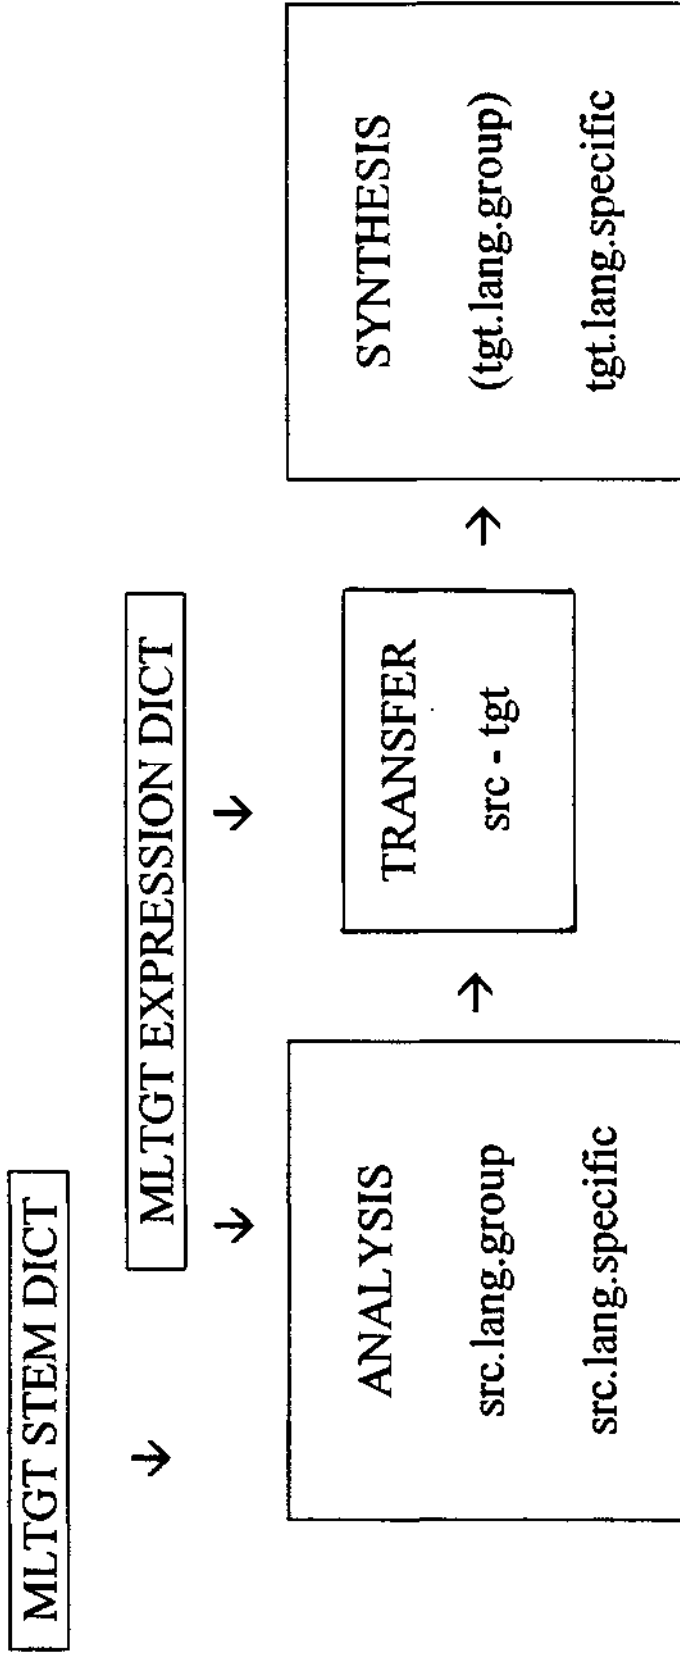 MLTGT STEM DICT
MLTGT EXPRESSION DICT
ANALYSIS
src.lang.group
src.lang.specific
TRANSFER
src - tgt
SYNTHESIS
(tgt.lang.group)
tgt.lang.specific